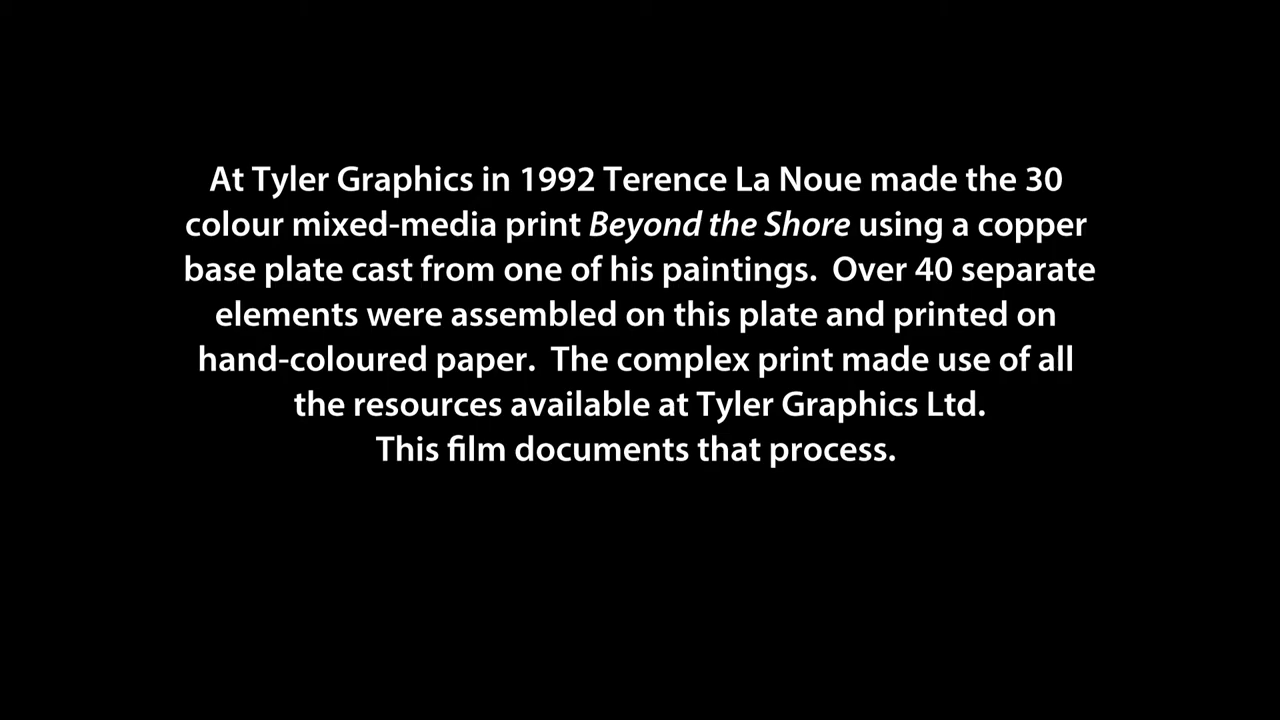 At Tyler Graphics in 1992 Terence La Noue made the 30
colour mixed-media print Beyond the Shore using a copper
base plate cast from one of his paintings.  Over 40 separate
elements were assembled on this plate and printed on
hand-coloured paper.  The complex print made use of all
the resources available at Tyler Graphics Ltd.
This film documents that process.